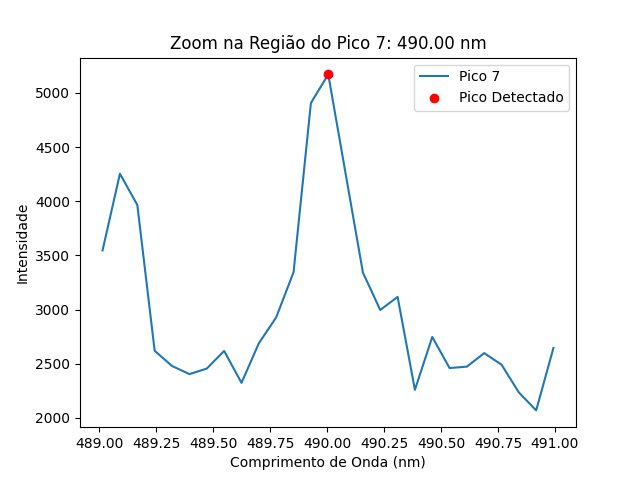 Zoom na Região do Pico 7: 490.00 nm
Pico 7
Pico Detectado
Intensidade
5000
4500
4000
3500
3000
2500
2000
489.00 489.25 489.50 489.75 490.00 490.25 490.50 490.75 491.00
Comprimento de Onda (nm)